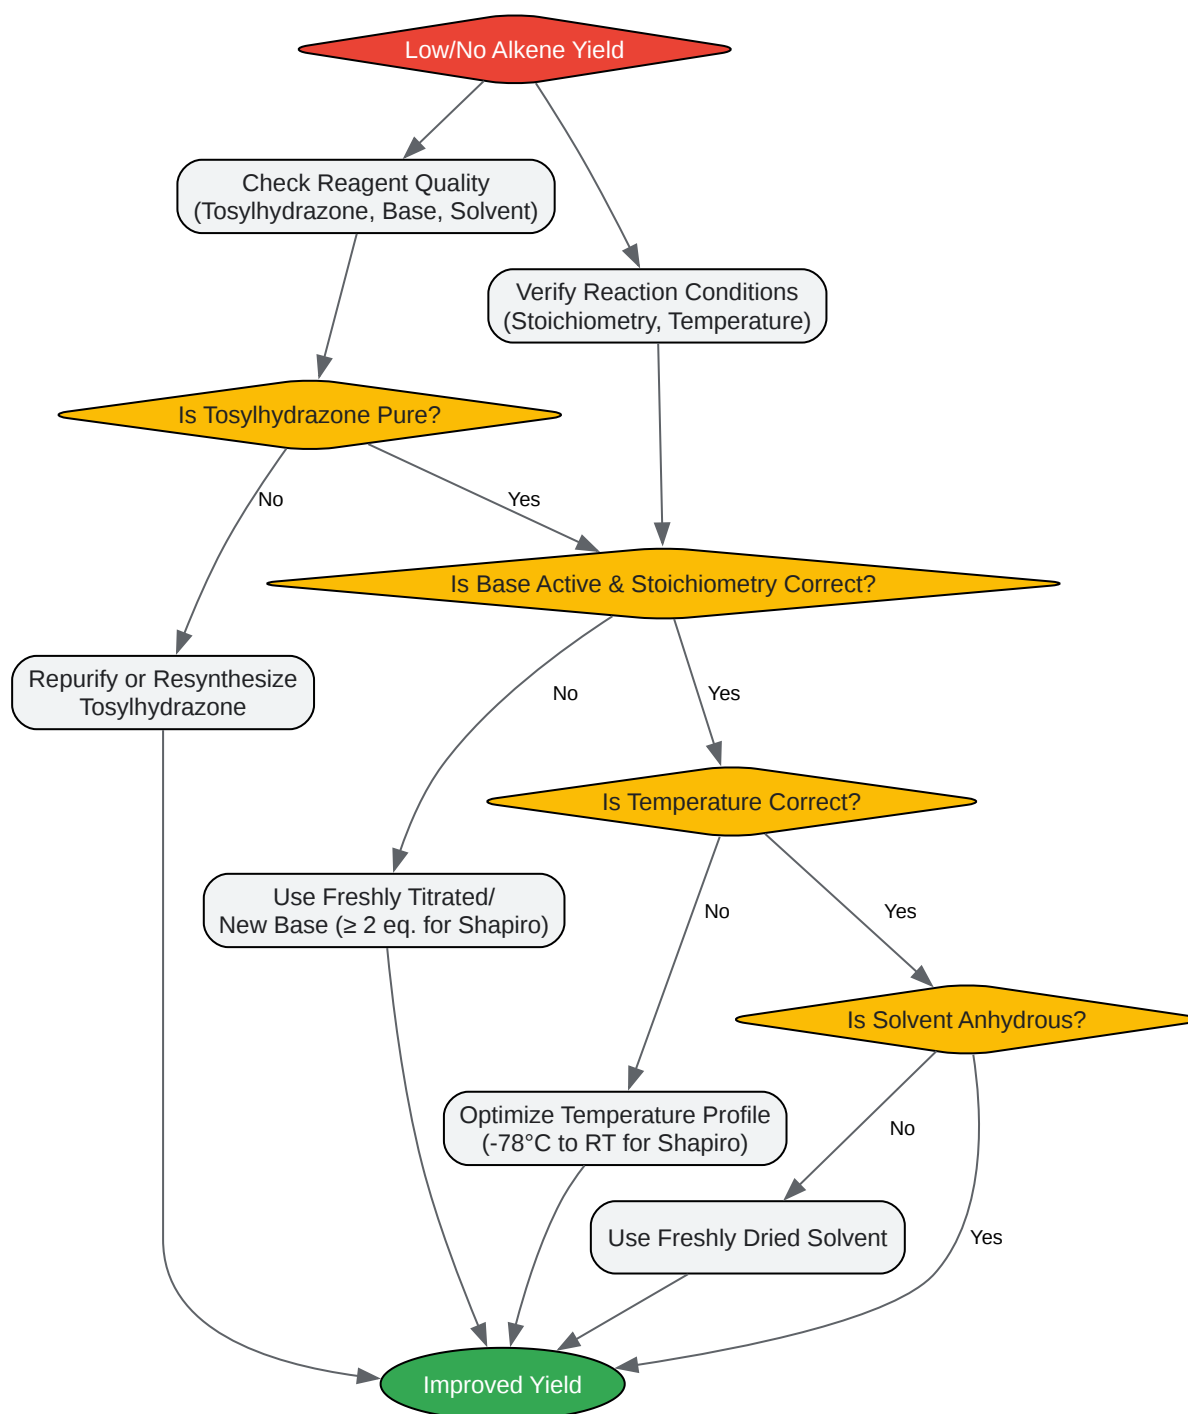 Low/No Alkene Yield
Check Reagent Quality
(Tosylhydrazone, Base, Solvent)
Verify Reaction Conditions
(Stoichiometry, Temperature)
Is Tosylhydrazone Pure?
No
Yes
Is Base Active & Stoichiometry Correct?
Repurify or Resynthesize
Tosylhydrazone
No
Yes
Is Temperature Correct?
Use Freshly Titrated/
New Base (≥ 2 eq. for Shapiro)
No
Yes
Is Solvent Anhydrous?
Optimize Temperature Profile
(-78°C to RT for Shapiro)
No
Use Freshly Dried Solvent
Yes
Improved Yield